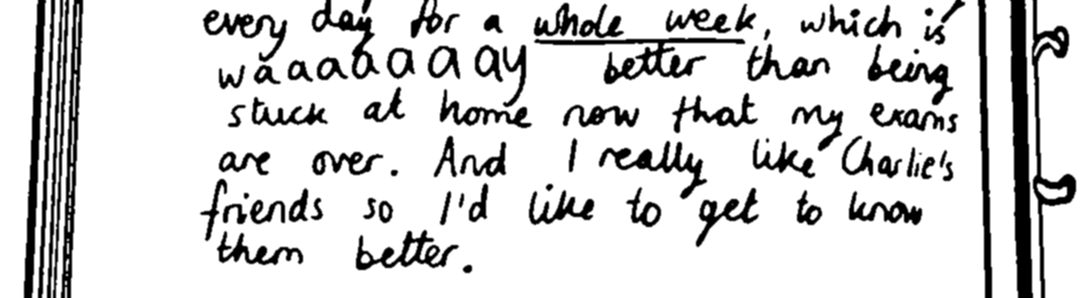 every day for a whole week, which is
waaaaaaay better than being
stuck at home now that my exams
are over. And I really like Charlie's
friends so I'd like to get to know
them better.